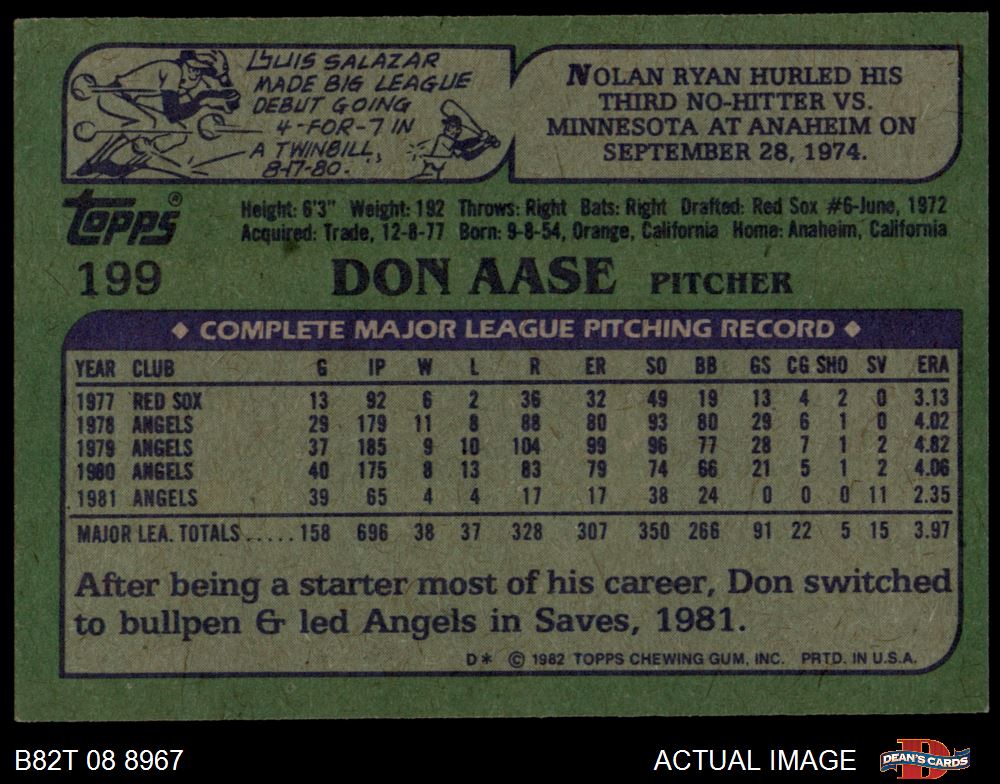 LUIS SALAZAR
MADE BIG LEAGUE
DEBUT GOING
4-FOR-7 IN
A TWINBILL,
8-17-80.
NOLAN RYAN HURLED HIS
THIRD NO-HITTER VS.
MINNESOTA AT ANAHEIM ON
SEPTEMBER 28, 1974.
Topps®
Height: 6'3" Weight: 192 Throws: Right Bats: Right Drafted: Red Sox #6-June, 1972
Acquired: Trade, 12-8-77 Born: 9-8-54, Orange, California Home: Anaheim, California
199 DON AASE PITCHER
◆ COMPLETE MAJOR LEAGUE PITCHING RECORD ◆
YEAR CLUB G IP W L R ER SO BB GS CG SHO SV ERA
1977 RED SOX 13 92 6 2 36 32 49 19 13 4 2 0 3.13
1978 ANGELS 29 179 11 8 88 80 93 80 29 6 1 0 4.02
1979 ANGELS 37 185 9 10 104 99 96 77 28 7 1 2 4.82
1980 ANGELS 40 175 8 13 83 79 74 66 21 5 1 2 4.06
1981 ANGELS 39 65 4 4 17 17 38 24 0 0 0 11 2.35
MAJOR LEA. TOTALS ..... 158 696 38 37 328 307 350 266 91 22 5 15 3.97
After being a starter most of his career, Don switched
to bullpen & led Angels in Saves, 1981.
D* © 1982 TOPPS CHEWING GUM, INC. PRTD. IN U.S.A.
B82T 08 8967
ACTUAL IMAGE
DEAN'S CARDS